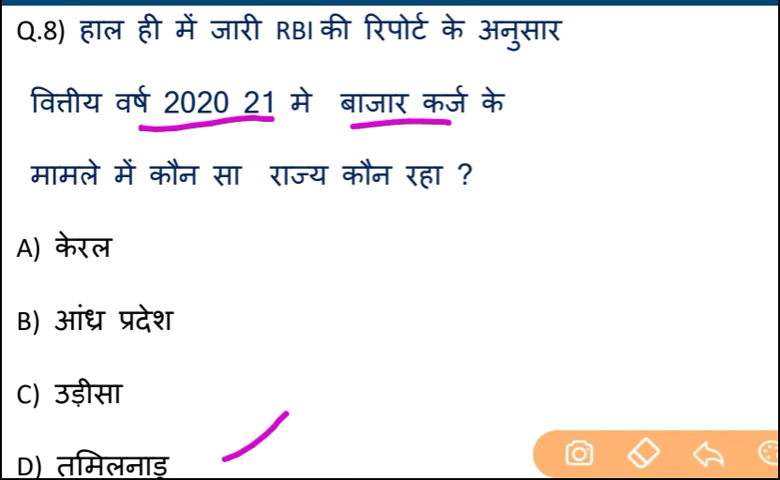 Q.8) हाल ही में जारी RBI की रिपोर्ट के अनुसार
वित्तीय वर्ष 2020 21 मे बाजार कर्ज के
मामले में कौन सा राज्य कौन रहा ?
A) केरल
B) आंध्र प्रदेश
C) उड़ीसा
D) तमिलनाडु